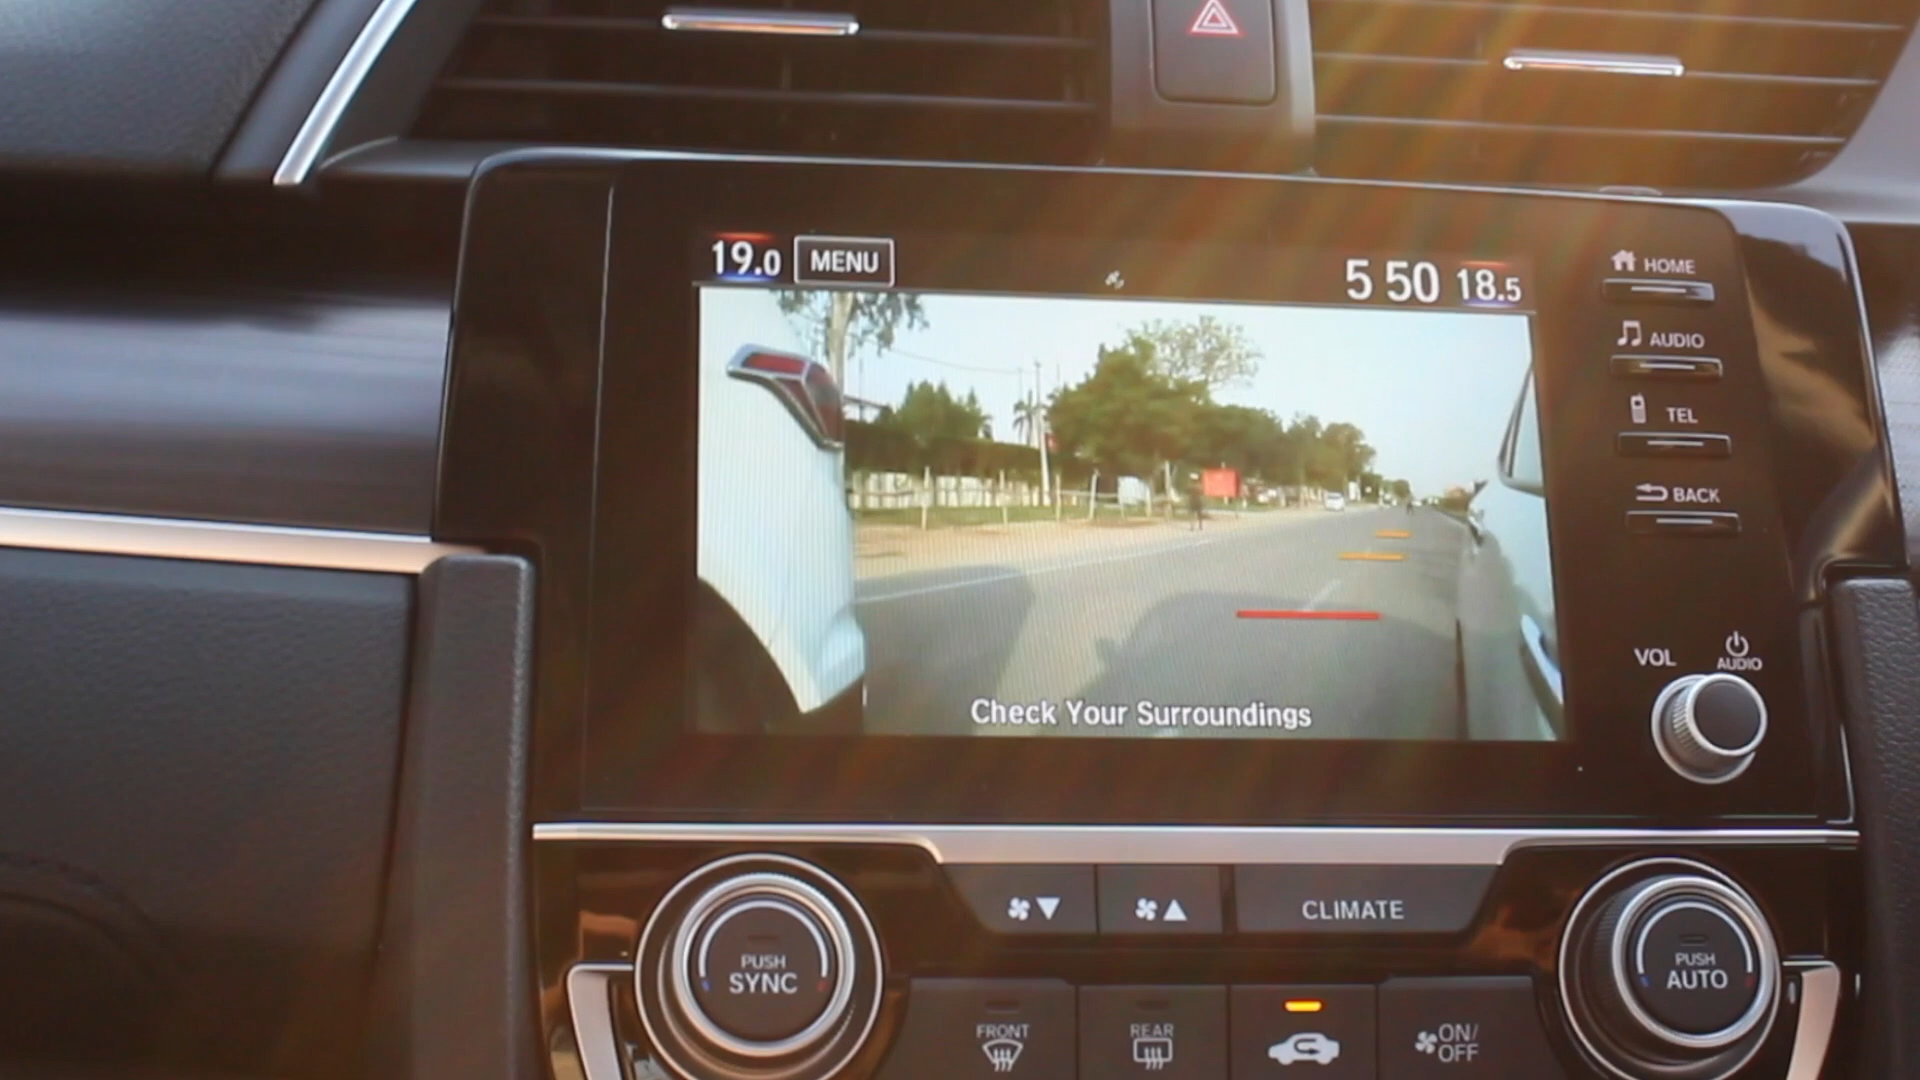 19.0 MENU 5 50 18.5
HOME
AUDIO
TEL
BACK
VOL AUDIO
Check Your Surroundings
CLIMATE
PUSH
SYNC
PUSH
AUTO
FRONT
REAR
ON/
OFF